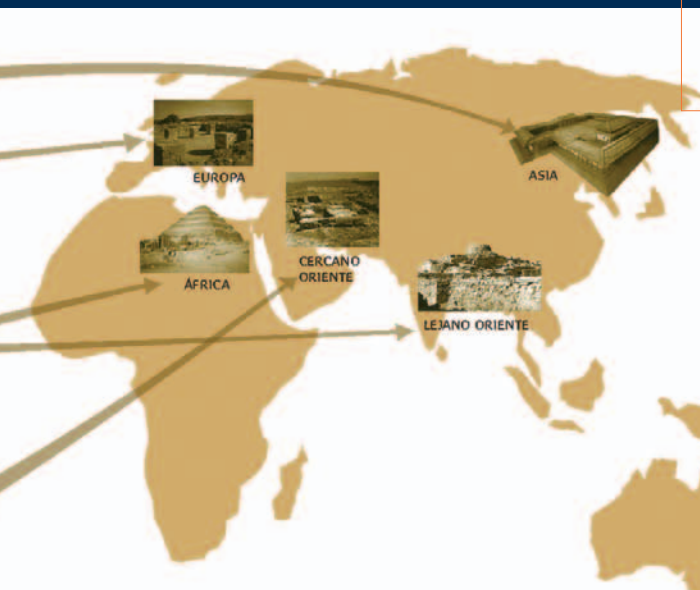 EUROPA
ASIA
CERCANO
ORIENTE
ÁFRICA
LEJANO ORIENTE